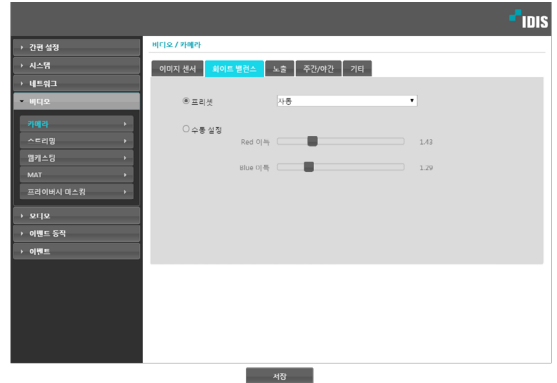 IDIS
간편 설정
시스템
네트워크
비디오
카메라
스트리밍
웹캐스팅
MAT
프라이버시 마스킹
오디오
이벤트 동작
이벤트
비디오 / 카메라
이미지 센서 화이트 밸런스 노출 주간/야간 기타
프리셋 자동
수동 설정
Red 이득 1.43
Blue 이득 1.29
저장